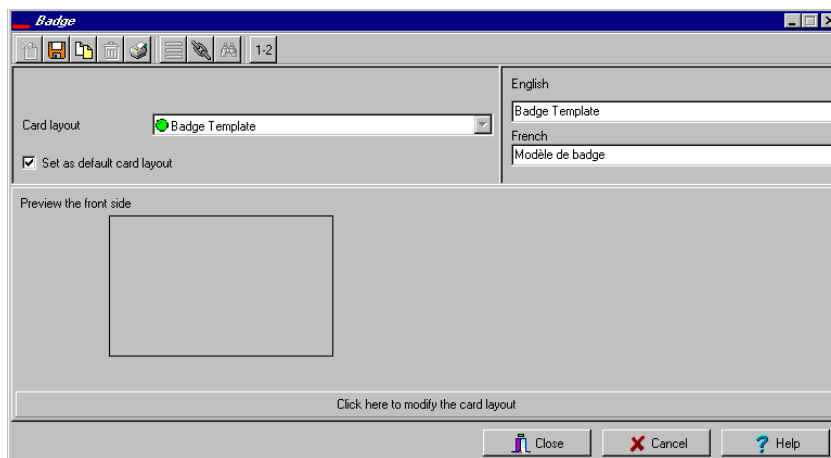 Badge
1-2
English
Card layout
Badge Template
Badge Template
French
Set as default card layout
Modèle de badge
Preview the front side
Click here to modify the card layout
Close
Cancel
? Help